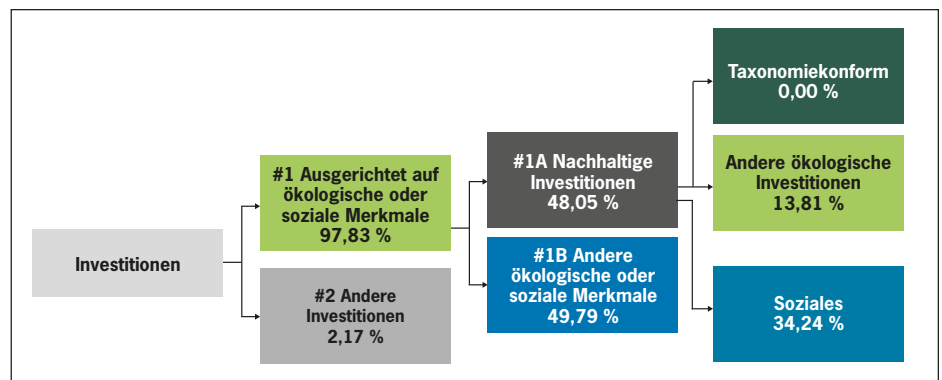 Investitionen
#1 Ausgerichtet auf
ökologische oder
soziale Merkmale
97,83 %
#2 Andere
Investitionen
2,17 %
#1A Nachhaltige
Investitionen
48,05 %
#1B Andere
ökologische oder
soziale Merkmale
49,79 %
Taxonomiekonform
0,00 %
Andere ökologische
Investitionen
13,81 %
Soziales
34,24 %